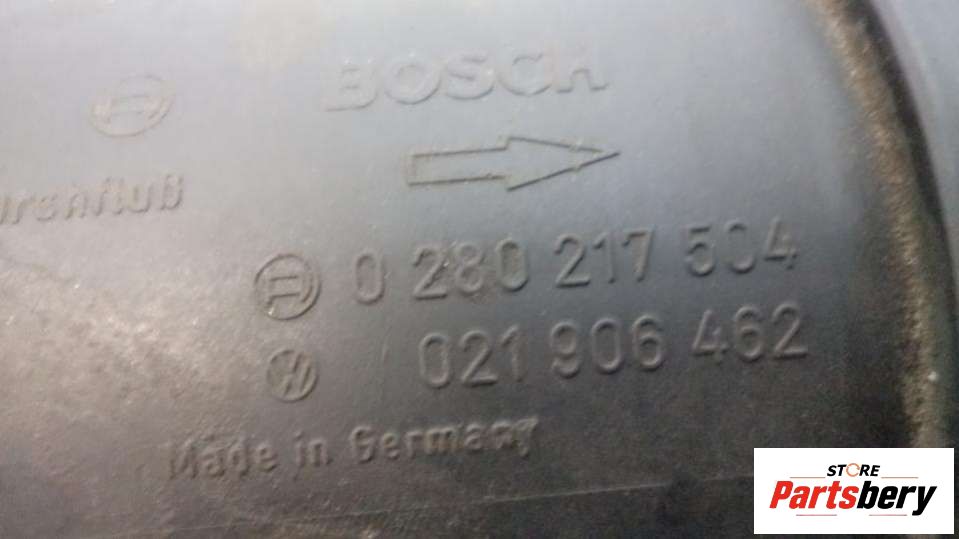 BOSCH
0 280 217 504
021 906 462
Made in Germany
STORE
Partsbery